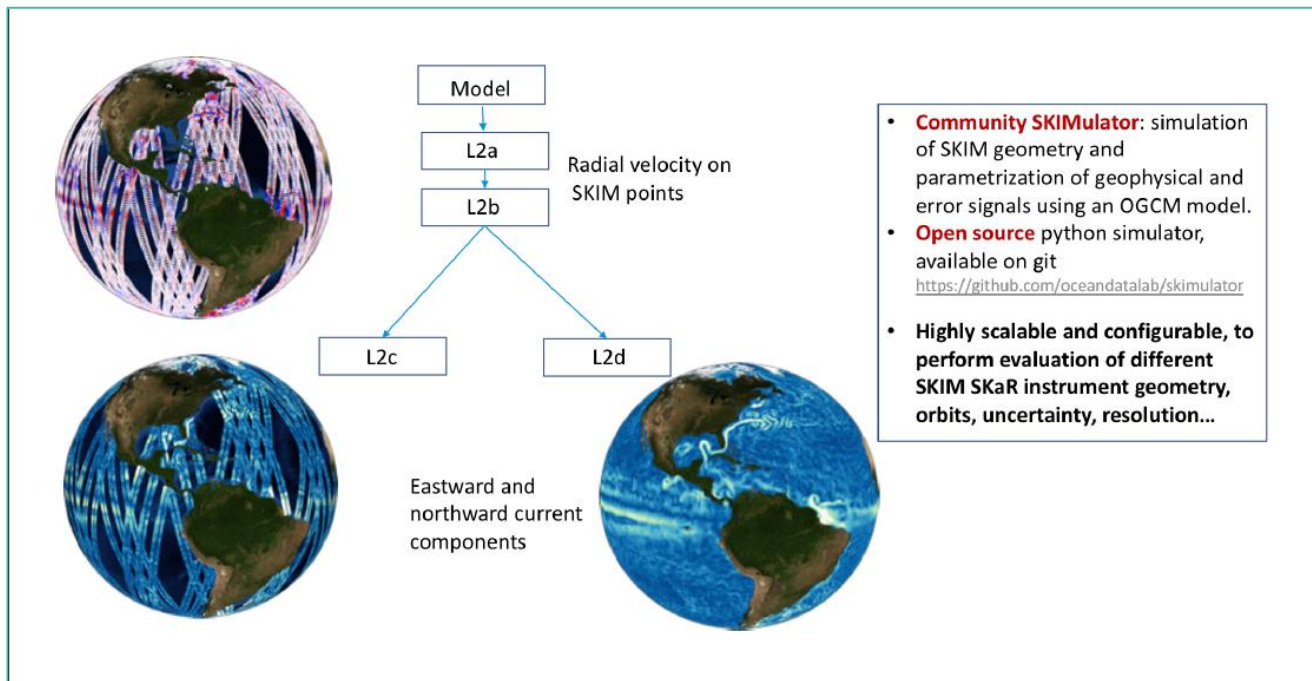 Model
L2a
L2b
Radial velocity on
SKIM points
L2c
L2d
Eastward and
northward current
components
• Community SKIMulator: simulation
of SKIM geometry and
parametrization of geophysical and
error signals using an OGCM model.
• Open source python simulator,
available on git
https://github.com/oceandatalab/skimulator
• Highly scalable and configurable, to
perform evaluation of different
SKIM SKaR instrument geometry,
orbits, uncertainty, resolution...